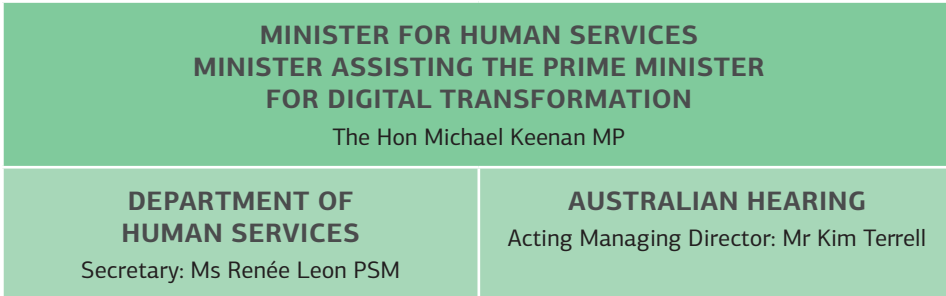 MINISTER FOR HUMAN SERVICES
MINISTER ASSISTING THE PRIME MINISTER
FOR DIGITAL TRANSFORMATION
The Hon Michael Keenan MP
DEPARTMENT OF
HUMAN SERVICES
Secretary: Ms Renée Leon PSM
AUSTRALIAN HEARING
Acting Managing Director: Mr Kim Terrell